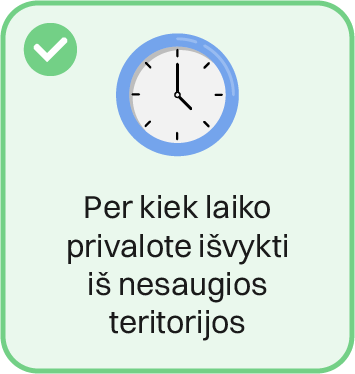 Per kiek laiko
privalote išvykti
iš nesaugios
teritorijos